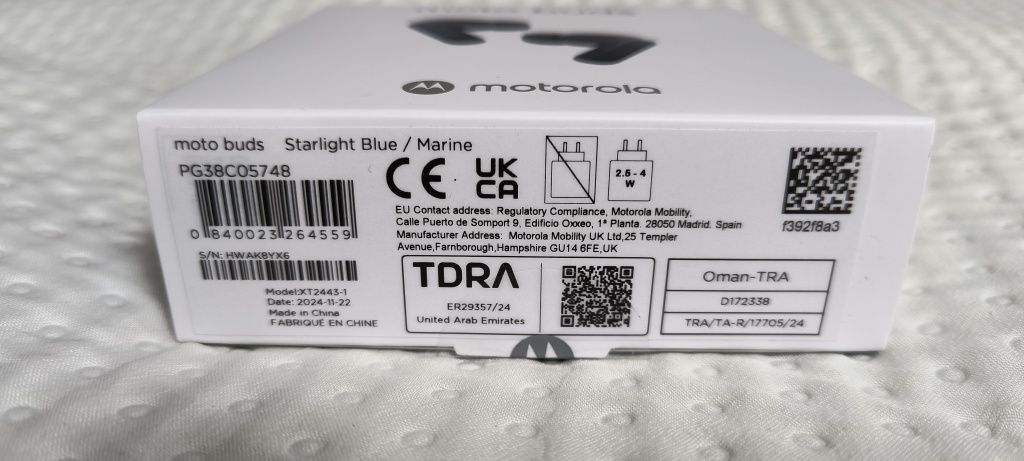 moto buds
motorola
moto buds Starlight Blue / Marine
PG38C05748
0 840023 264559
S/N: HWAK8YX6
Model:XT2443-1
Date: 2024-11-22
Made in China
FABRIQUÉ EN CHINE
CE
UK
CA
2.5 - 4
W
f392f8a3
EU Contact address: Regulatory Compliance, Motorola Mobility,
Calle Puerto de Somport 9, Edificio Oxxeo, 1ª Planta. 28050 Madrid. Spain
Manufacturer Address: Motorola Mobility UK Ltd,25 Templer
Avenue,Farnborough,Hampshire GU14 6FE,UK
TDRA
ER29357/24
United Arab Emirates
Oman-TRA
D172338
TRA/TA-R/17705/24